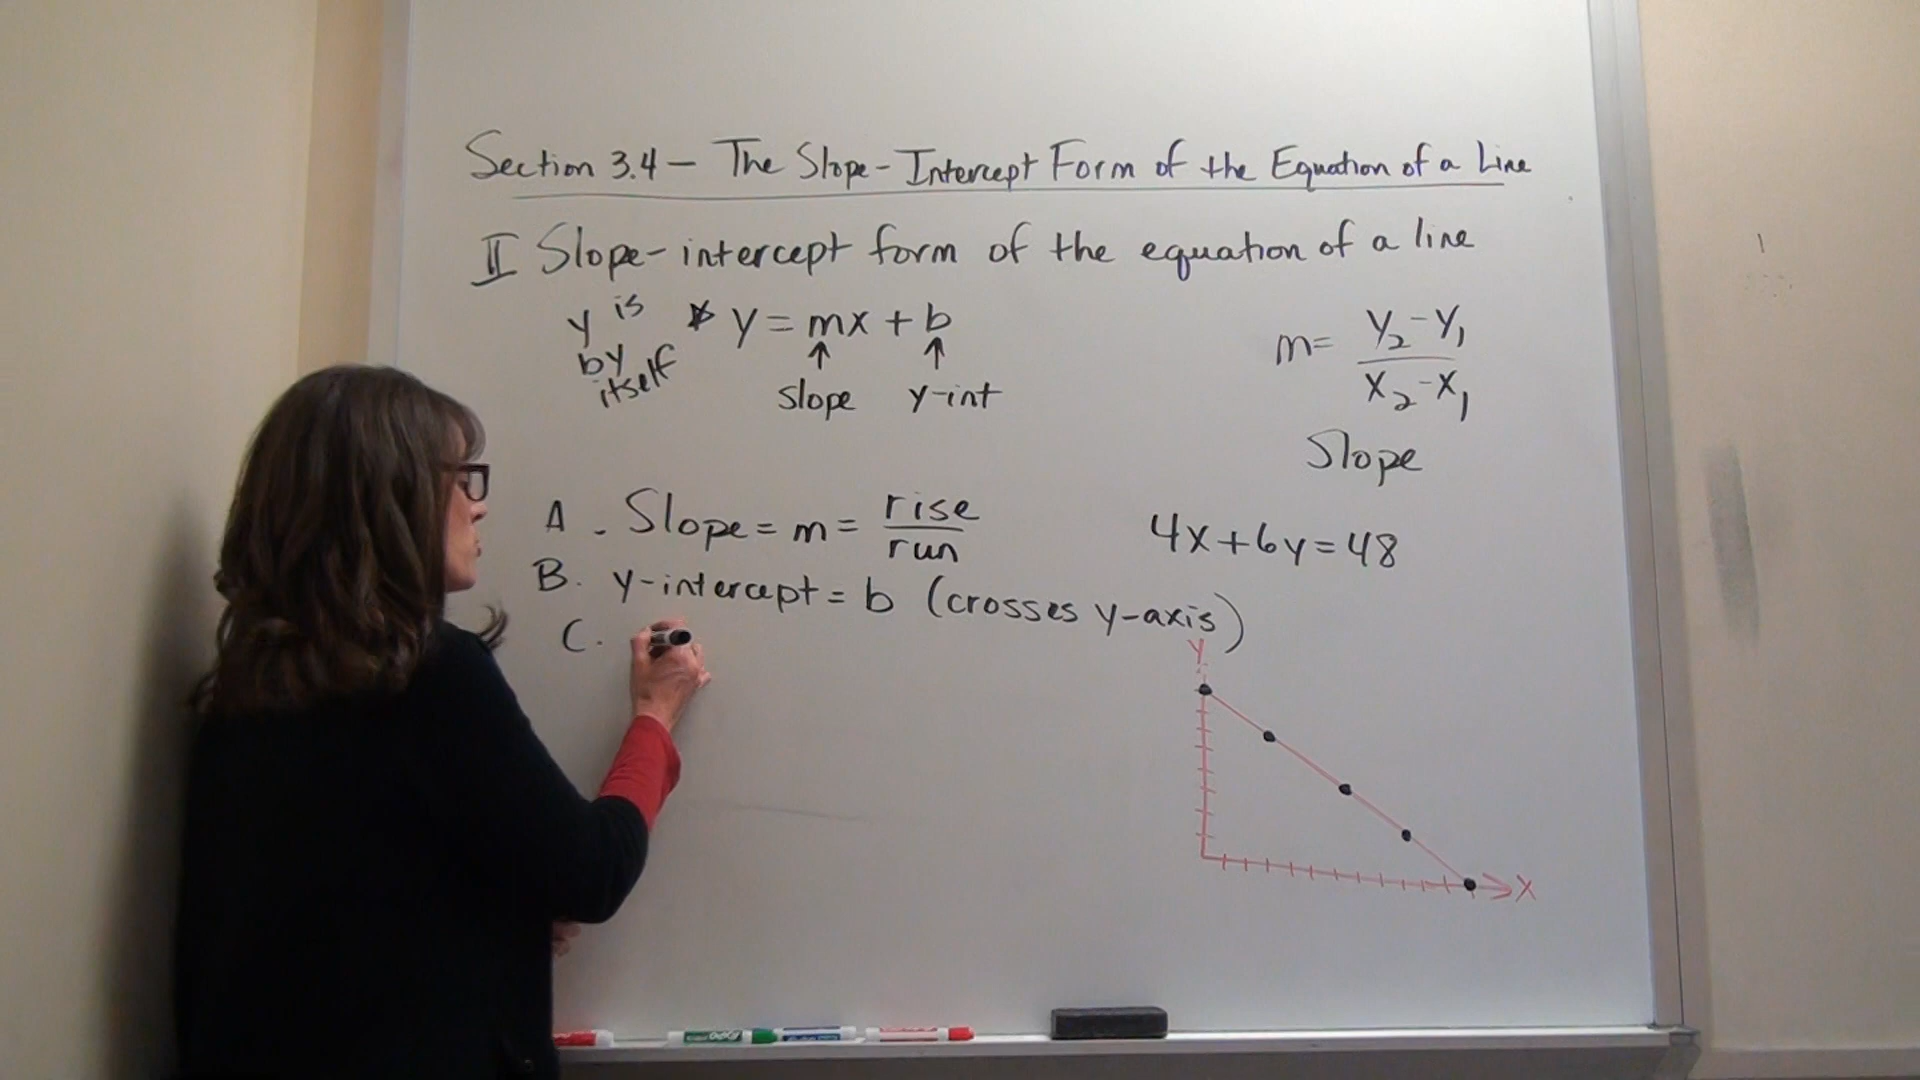 Section 3.4 — The Slope-Intercept Form of the Equation of a Line
II Slope-intercept form of the equation of a line
y is by itself
* y = mx + b
↑ ↑
slope y-int
m = (y₂ - y₁) / (x₂ - x₁)
Slope
A. Slope = m = rise/run
4x + 6y = 48
B. y-intercept = b (crosses y-axis)
C.
Y
X